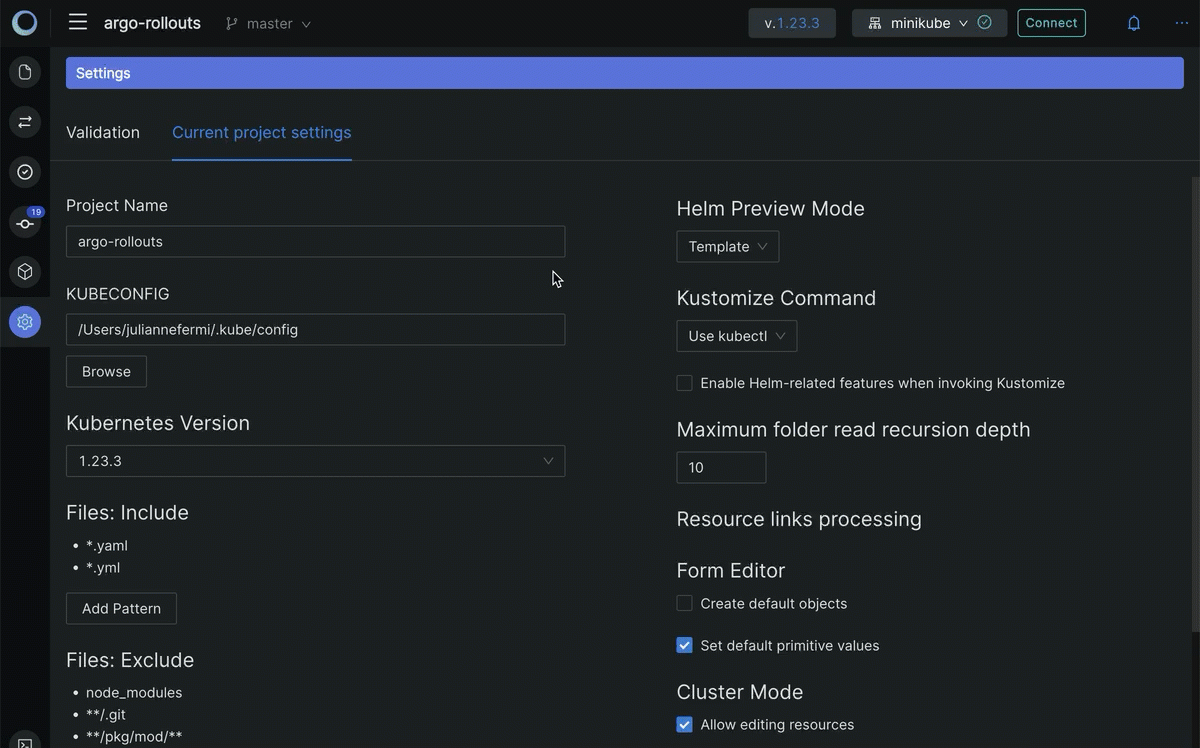 argo-rollouts
master
v.1.23.3
minikube
Connect
Settings
Validation
Current project settings
19
Project Name
argo-rollouts
KUBECONFIG
/Users/juliannefermi/.kube/config
Browse
Kubernetes Version
1.23.3
Files: Include
*.yaml
*.yml
Add Pattern
Files: Exclude
node_modules
**/.git
**/pkg/mod/**
Helm Preview Mode
Template
Kustomize Command
Use kubectl
Enable Helm-related features when invoking Kustomize
Maximum folder read recursion depth
10
Resource links processing
Form Editor
Create default objects
Set default primitive values
Cluster Mode
Allow editing resources